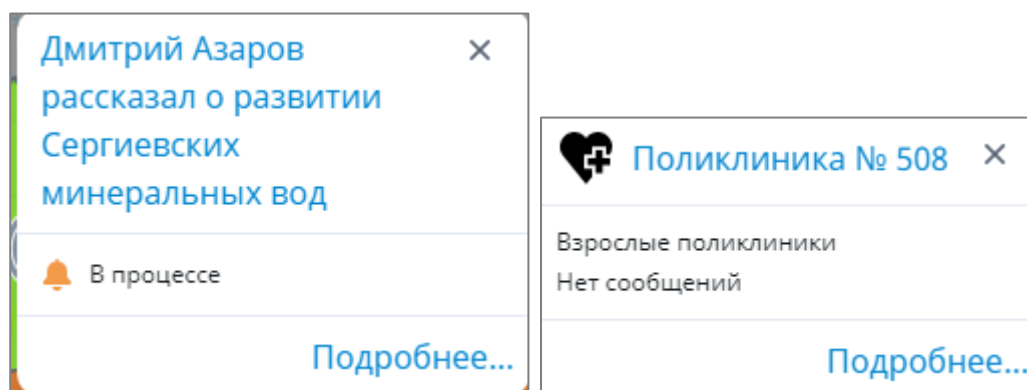 Дмитрий Азаров
рассказал о развитии
Сергиевских
минеральных вод
В процессе
Подробнее...
Поликлиника № 508
Взрослые поликлиники
Нет сообщений
Подробнее...